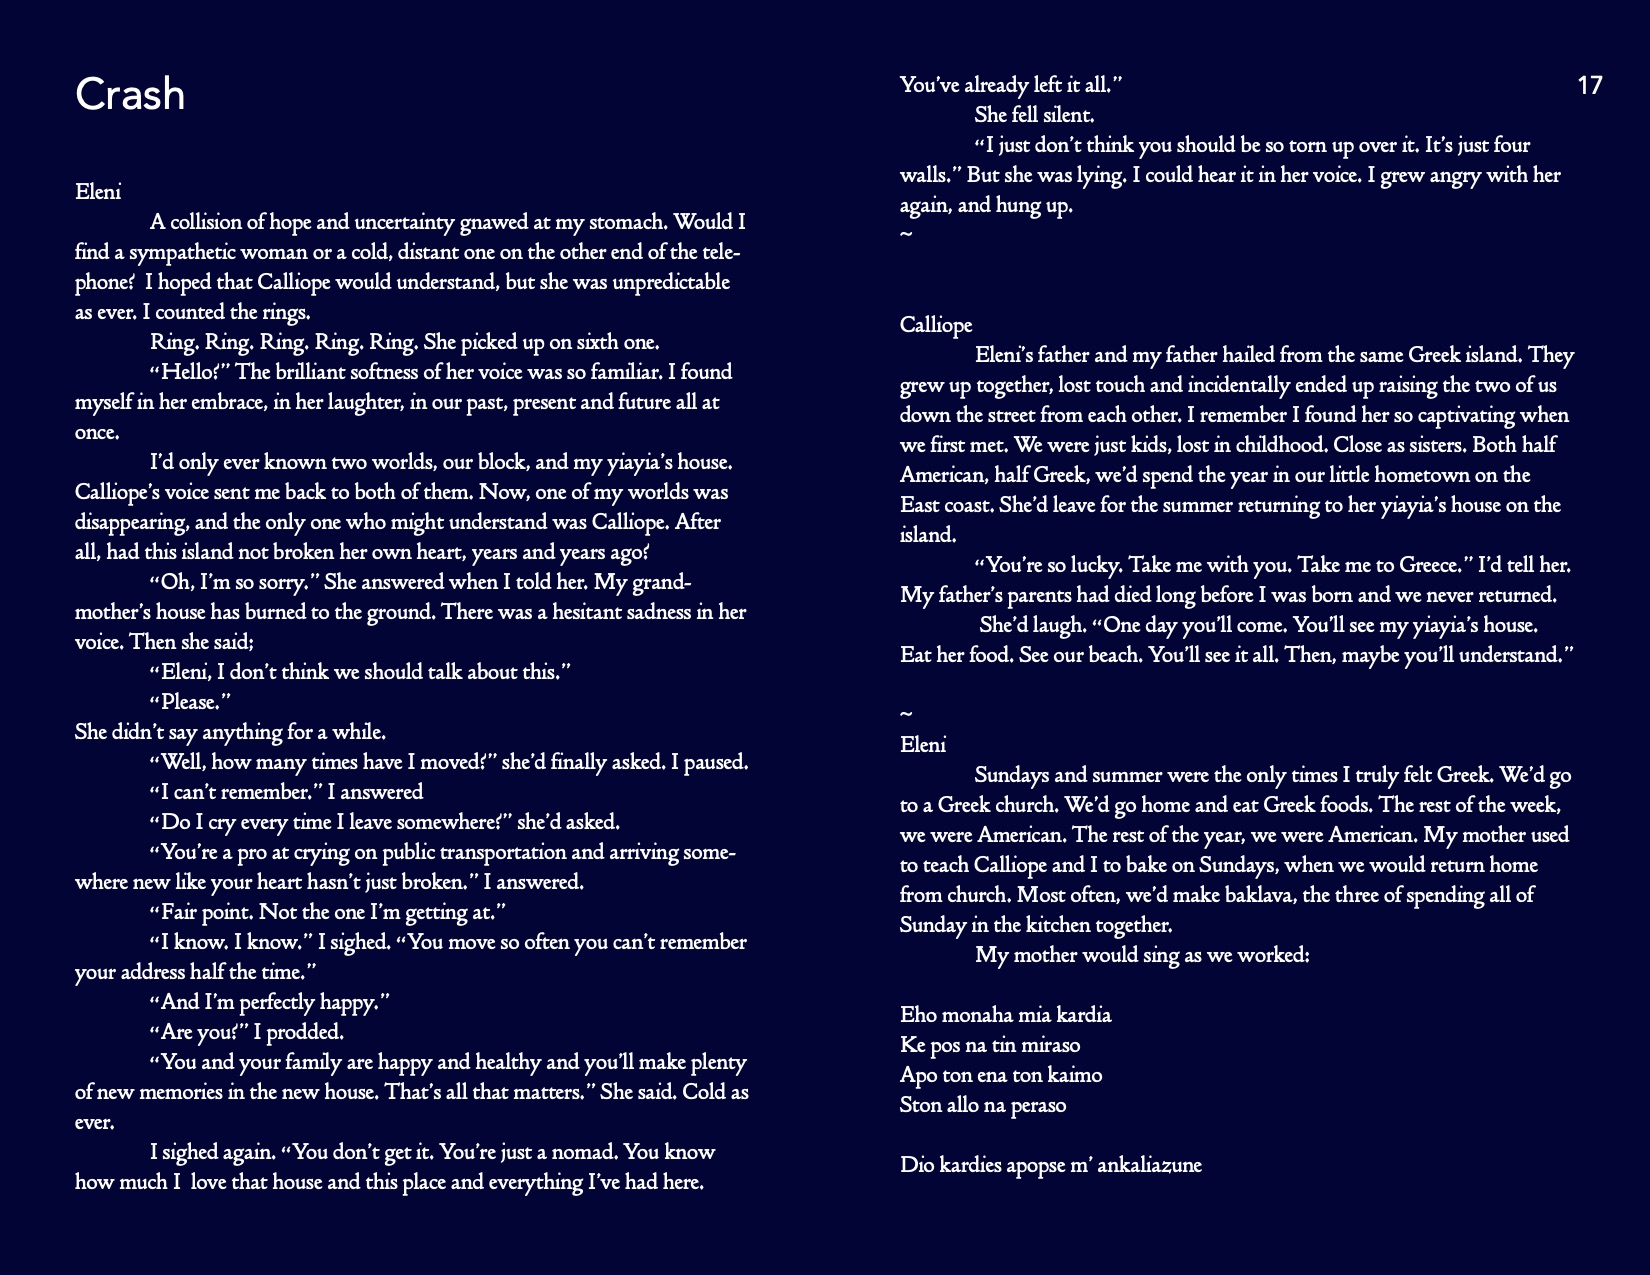 Crash
Eleni
A collision of hope and uncertainty gnawed at my stomach. Would I
find a sympathetic woman or a cold, distant one on the other end of the tele-
phone?  I hoped that Calliope would understand, but she was unpredictable
as ever. I counted the rings.
Ring. Ring. Ring. Ring. Ring. She picked up on sixth one.
“Hello?” The brilliant softness of her voice was so familiar. I found
myself in her embrace, in her laughter, in our past, present and future all at
once.
I’d only ever known two worlds, our block, and my yiayia’s house.
Calliope’s voice sent me back to both of them. Now, one of my worlds was
disappearing, and the only one who might understand was Calliope. After
all, had this island not broken her own heart, years and years ago?
“Oh, I’m so sorry.” She answered when I told her. My grand-
mother’s house has burned to the ground. There was a hesitant sadness in her
voice. Then she said;
“Eleni, I don’t think we should talk about this.”
“Please.”
She didn’t say anything for a while.
“Well, how many times have I moved?” she’d finally asked. I paused.
“I can’t remember.” I answered
“Do I cry every time I leave somewhere?” she’d asked.
“You’re a pro at crying on public transportation and arriving some-
where new like your heart hasn’t just broken.” I answered.
“Fair point. Not the one I’m getting at.”
“I know. I know.” I sighed. “You move so often you can’t remember
your address half the time.”
“And I’m perfectly happy.”
“Are you?” I prodded.
“You and your family are happy and healthy and you’ll make plenty
of new memories in the new house. That’s all that matters.” She said. Cold as
ever.
I sighed again. “You don’t get it. You’re just a nomad. You know
how much I  love that house and this place and everything I’ve had here.
You’ve already left it all.”
She fell silent.
“I just don’t think you should be so torn up over it. It’s just four
walls.” But she was lying. I could hear it in her voice. I grew angry with her
again, and hung up.
~
Calliope
Eleni’s father and my father hailed from the same Greek island. They
grew up together, lost touch and incidentally ended up raising the two of us
down the street from each other. I remember I found her so captivating when
we first met. We were just kids, lost in childhood. Close as sisters. Both half
American, half Greek, we’d spend the year in our little hometown on the
East coast. She’d leave for the summer returning to her yiayia’s house on the
island.
“You’re so lucky. Take me with you. Take me to Greece.” I’d tell her.
My father’s parents had died long before I was born and we never returned.
She’d laugh. “One day you’ll come. You’ll see my yiayia’s house.
Eat her food. See our beach. You’ll see it all. Then, maybe you’ll understand.”
~
Eleni
Sundays and summer were the only times I truly felt Greek. We’d go
to a Greek church. We’d go home and eat Greek foods. The rest of the week,
we were American. The rest of the year, we were American. My mother used
to teach Calliope and I to bake on Sundays, when we would return home
from church. Most often, we’d make baklava, the three of spending all of
Sunday in the kitchen together.
My mother would sing as we worked:
Eho monaha mia kardia
Ke pos na tin miraso
Apo ton ena ton kaimo
Ston allo na peraso
Dio kardies apopse m’ ankaliazune
17